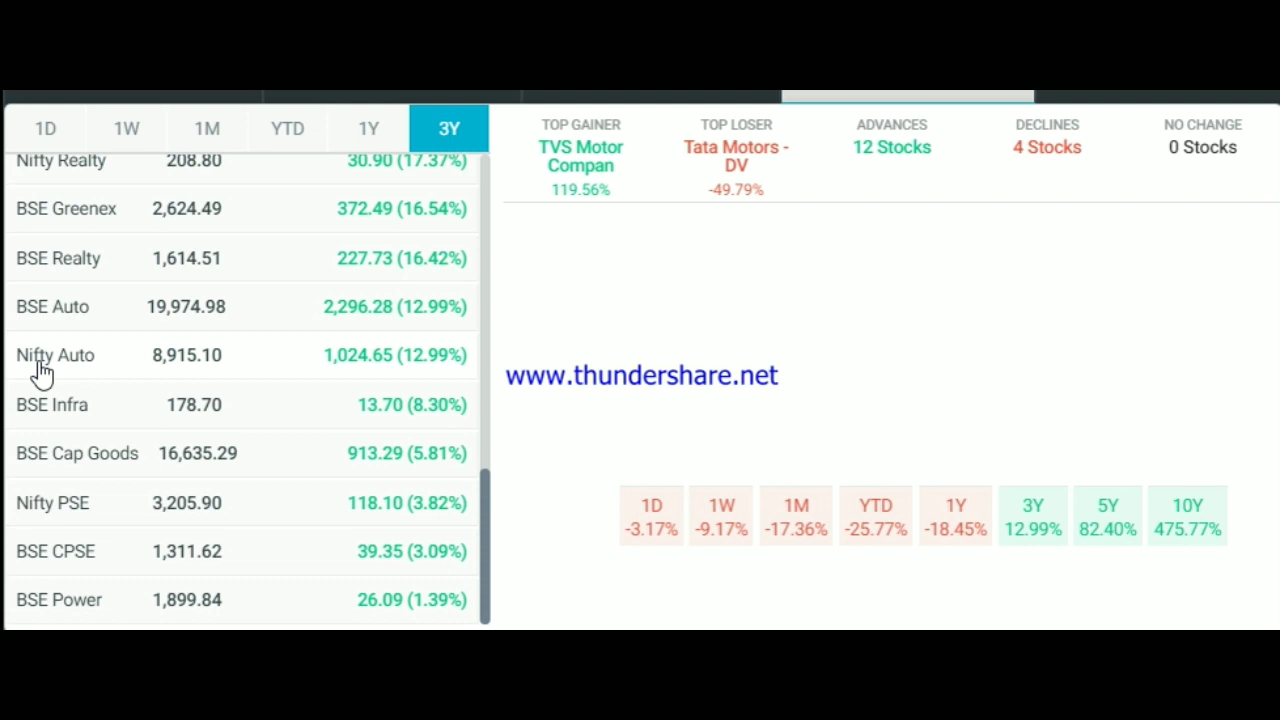 1D 1W 1M YTD 1Y 3Y
Nifty Realty 208.80 30.90 (17.37%)
BSE Greenex 2,624.49 372.49 (16.54%)
BSE Realty 1,614.51 227.73 (16.42%)
BSE Auto 19,974.98 2,296.28 (12.99%)
Nifty Auto 8,915.10 1,024.65 (12.99%)
BSE Infra 178.70 13.70 (8.30%)
BSE Cap Goods 16,635.29 913.29 (5.81%)
Nifty PSE 3,205.90 118.10 (3.82%)
BSE CPSE 1,311.62 39.35 (3.09%)
BSE Power 1,899.84 26.09 (1.39%)
TOP GAINER TOP LOSER ADVANCES DECLINES NO CHANGE
TVS Motor Tata Motors - 12 Stocks 4 Stocks 0 Stocks
Compan DV
119.56% -49.79%
www.thundershare.net
1D 1W 1M YTD 1Y 3Y 5Y 10Y
-3.17% -9.17% -17.36% -25.77% -18.45% 12.99% 82.40% 475.77%